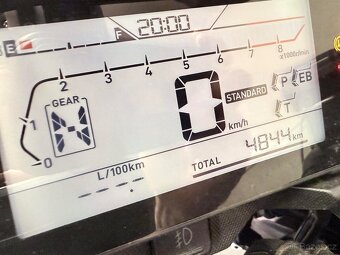 20:00
E F
0 1 2 3 4 5 6 7 8
x1000r/min
GEAR
N
0 km/h
STANDARD
P EB
T
L/100km
--.-
TOTAL 4844 km